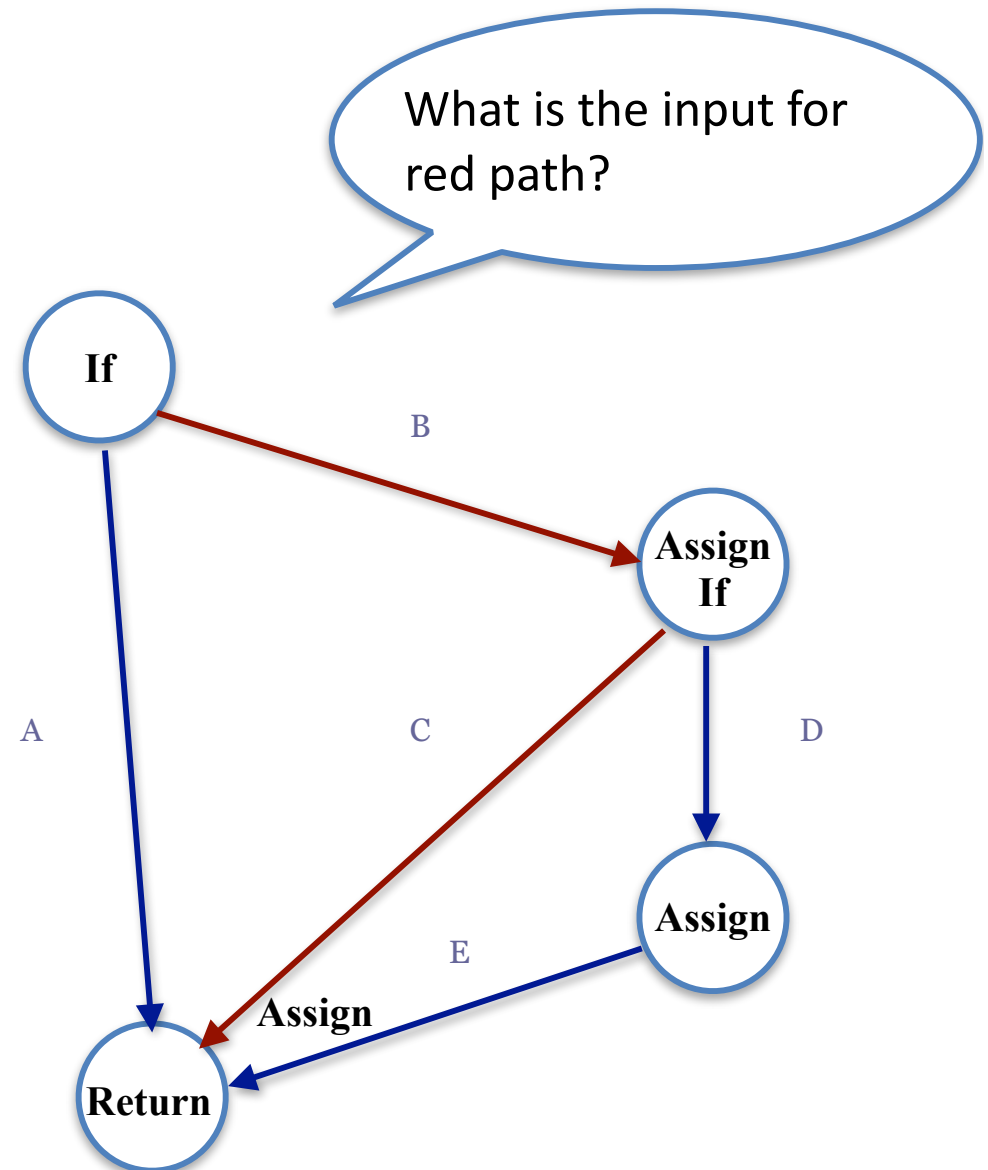 What is the input for
red path?
If
B
Assign
If
A
C
D
Assign
E
Assign
Return